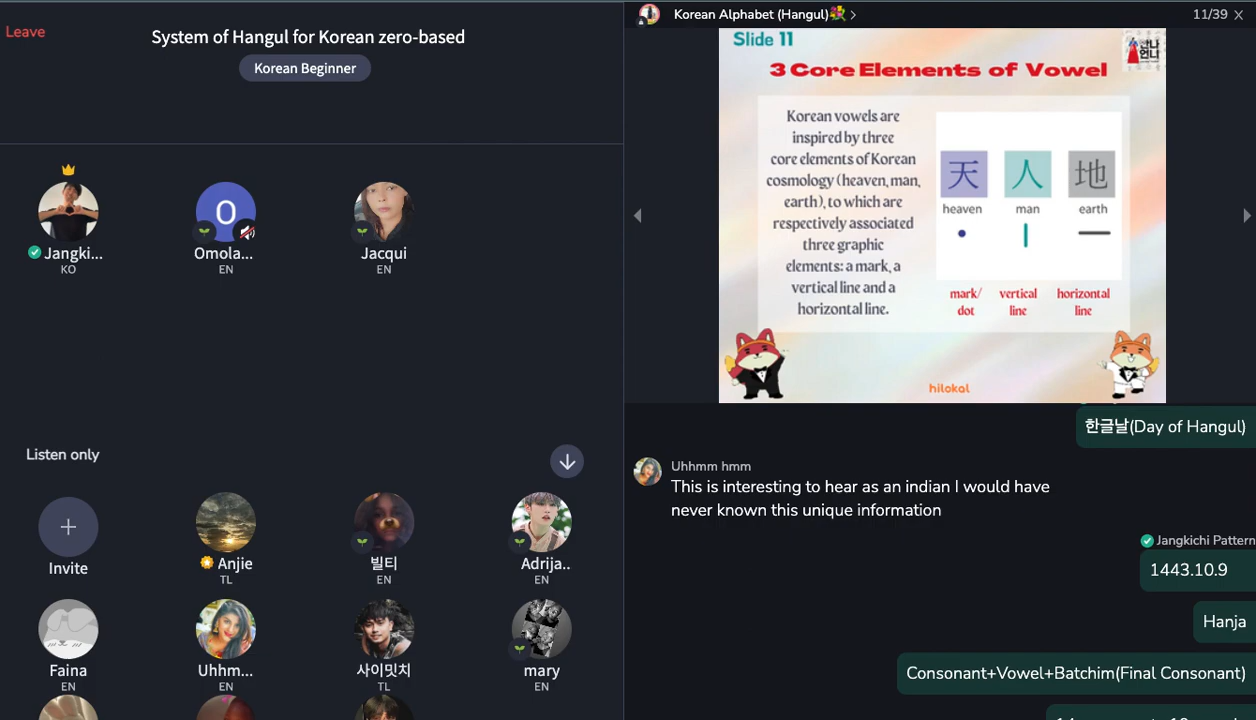 Leave
System of Hangul for Korean zero-based
Korean Beginner
Jangki...
KO
O
Omola...
EN
Jacqui
EN
Listen only
Invite
Anjie
TL
빌티
EN
Adrija..
EN
Faina
EN
Uhhm...
EN
사이밋치
TL
mary
EN
Korean Alphabet (Hangul)💐 >
11/39 X
Slide 11
3 Core Elements of Vowel
언니
Korean vowels are
inspired by three
core elements of Korean
cosmology (heaven, man,
earth), to which are
respectively associated
three graphic
elements: a mark, a
vertical line and a
horizontal line.
天 人 地
heaven man earth
mark/ vertical horizontal
dot line line
hilokal
한글날(Day of Hangul)
Uhhmm hmm
This is interesting to hear as an indian I would have
never known this unique information
Jangkichi Pattern
1443.10.9
Hanja
Consonant+Vowel+Batchim(Final Consonant)